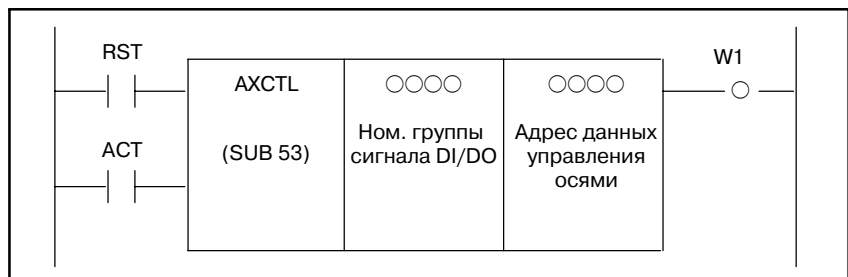 RST
W1
AXCTL
○○○○
○○○○
ACT
(SUB 53)
Ном. группы
сигнала DI/DO
Адрес данных
управления
осями